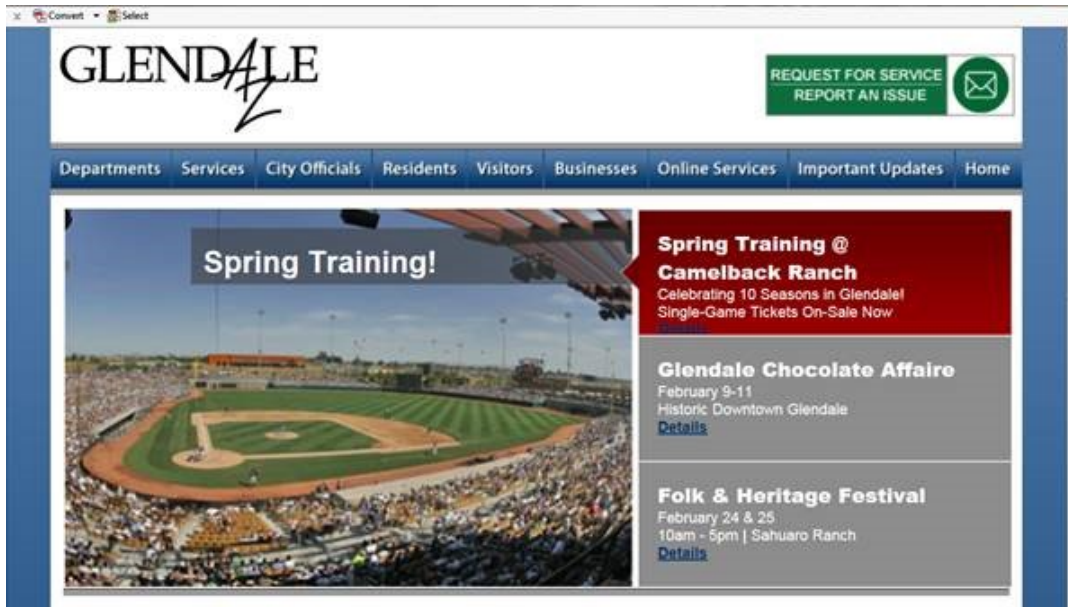 x Convert Select
GLENDALE
AZ
REQUEST FOR SERVICE
REPORT AN ISSUE
Departments Services City Officials Residents Visitors Businesses Online Services Important Updates Home
Spring Training!
Spring Training @
Camelback Ranch
Celebrating 10 Seasons in Glendale!
Single-Game Tickets On-Sale Now
Details
Glendale Chocolate Affaire
February 9-11
Historic Downtown Glendale
Details
Folk & Heritage Festival
February 24 & 25
10am - 5pm | Sahuaro Ranch
Details